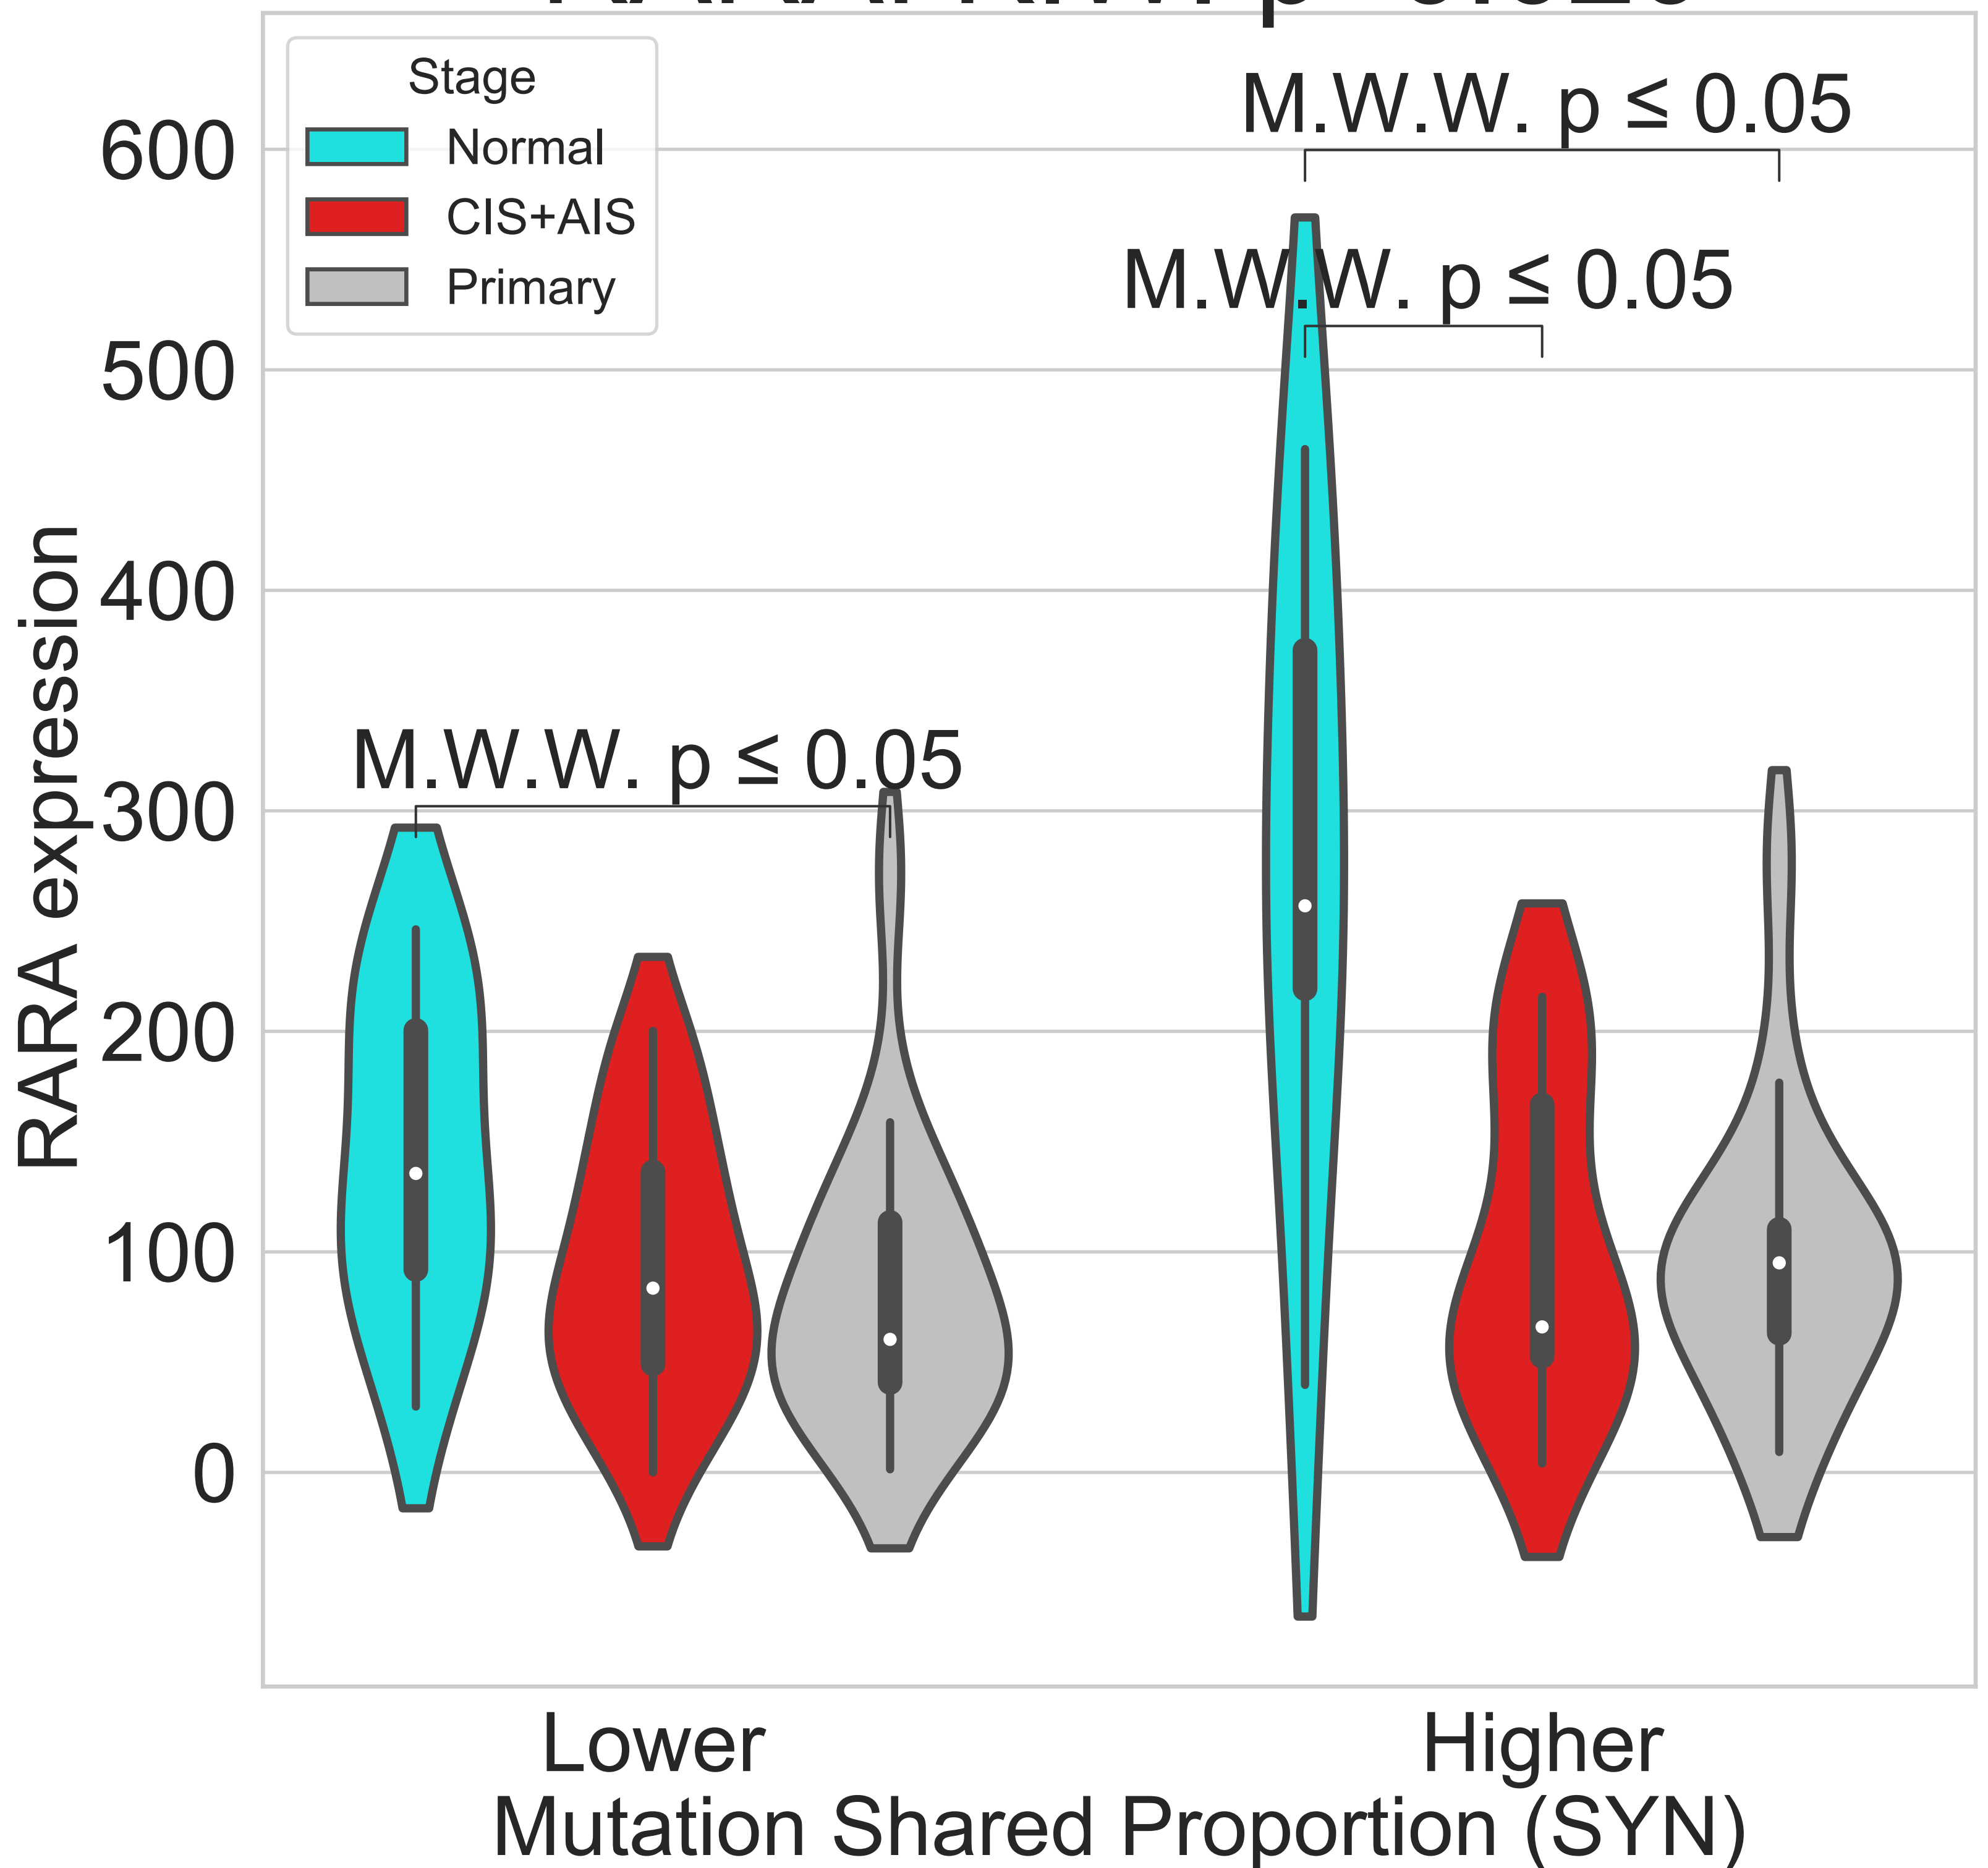 Stage
Normal
CIS+AIS
Primary
M.W.W. p ≤ 0.05
M.W.W. p ≤ 0.05
M.W.W. p ≤ 0.05
600
500
400
300
200
100
0
RARA expression
Lower
Higher
Mutation Shared Proportion (SYN)